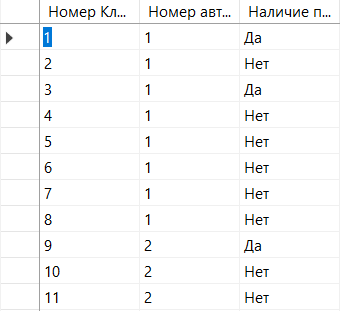 Номер Кл... Номер авт... Наличие п...
1 1 Да
2 1 Нет
3 1 Да
4 1 Нет
5 1 Нет
6 1 Нет
7 1 Нет
8 1 Нет
9 2 Да
10 2 Нет
11 2 Нет